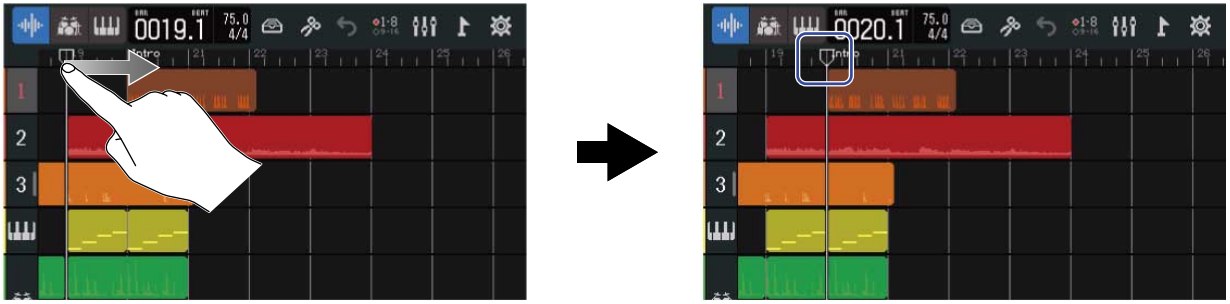 BAR BEAT
0019.1 75.0 4/4 1-8 9-16
19 Intro 21 22 23 24 25 26
1
2
3
BAR BEAT
0020.1 75.0 4/4 1-8 9-16
19 Intro 21 22 23 24 25 26
1
2
3